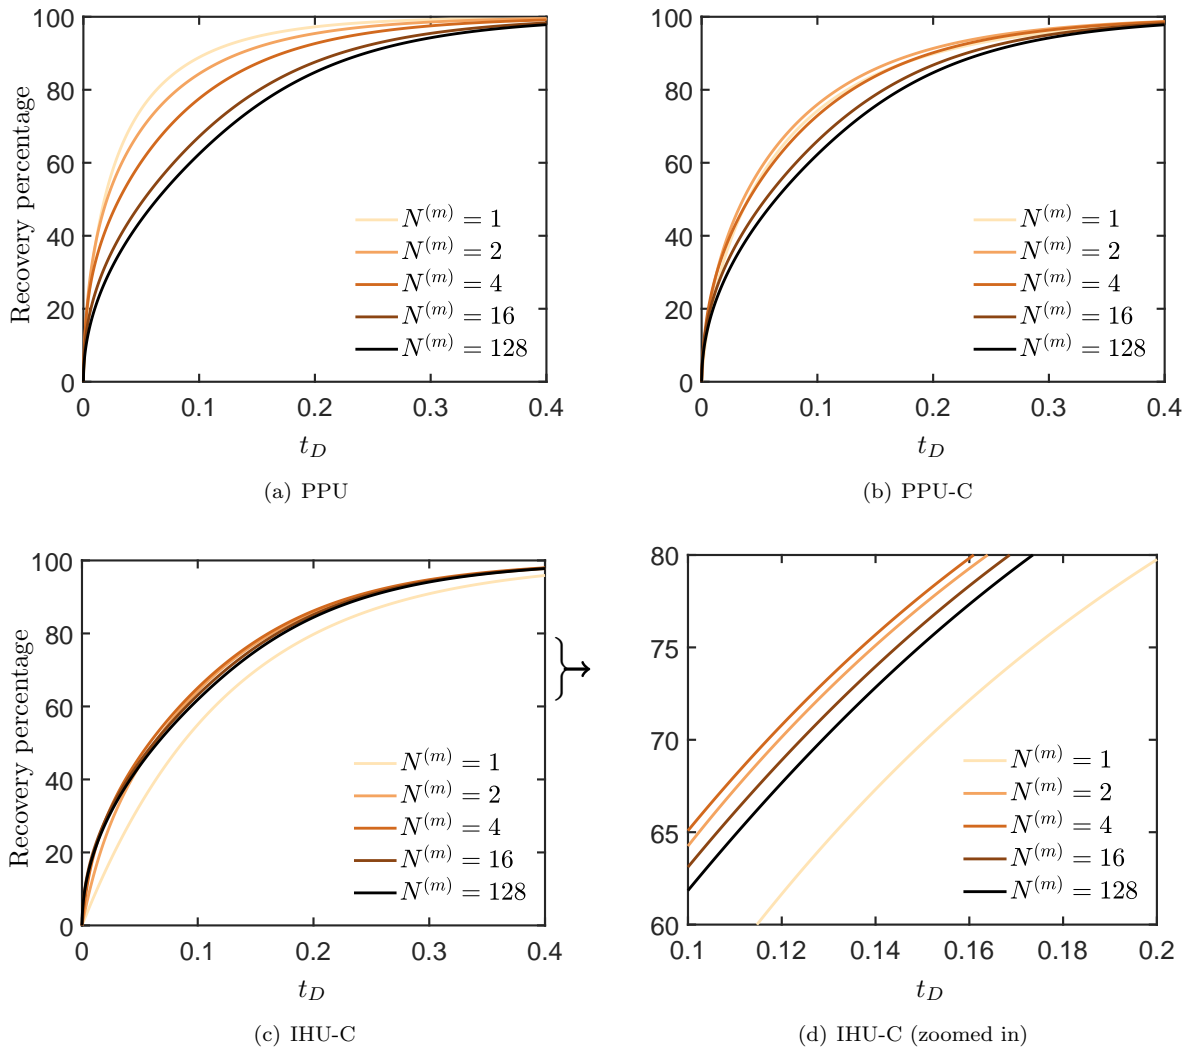 100
80
60
40
20
0
Recovery percentage
N^(m) = 1
N^(m) = 2
N^(m) = 4
N^(m) = 16
N^(m) = 128
0 0.1 0.2 0.3 0.4
t_D
(a) PPU
100
80
60
40
20
0
N^(m) = 1
N^(m) = 2
N^(m) = 4
N^(m) = 16
N^(m) = 128
0 0.1 0.2 0.3 0.4
t_D
(b) PPU-C
100
80
60
40
20
0
Recovery percentage
N^(m) = 1
N^(m) = 2
N^(m) = 4
N^(m) = 16
N^(m) = 128
0 0.1 0.2 0.3 0.4
t_D
(c) IHU-C
80
75
70
65
60
N^(m) = 1
N^(m) = 2
N^(m) = 4
N^(m) = 16
N^(m) = 128
0.1 0.12 0.14 0.16 0.18 0.2
t_D
(d) IHU-C (zoomed in)